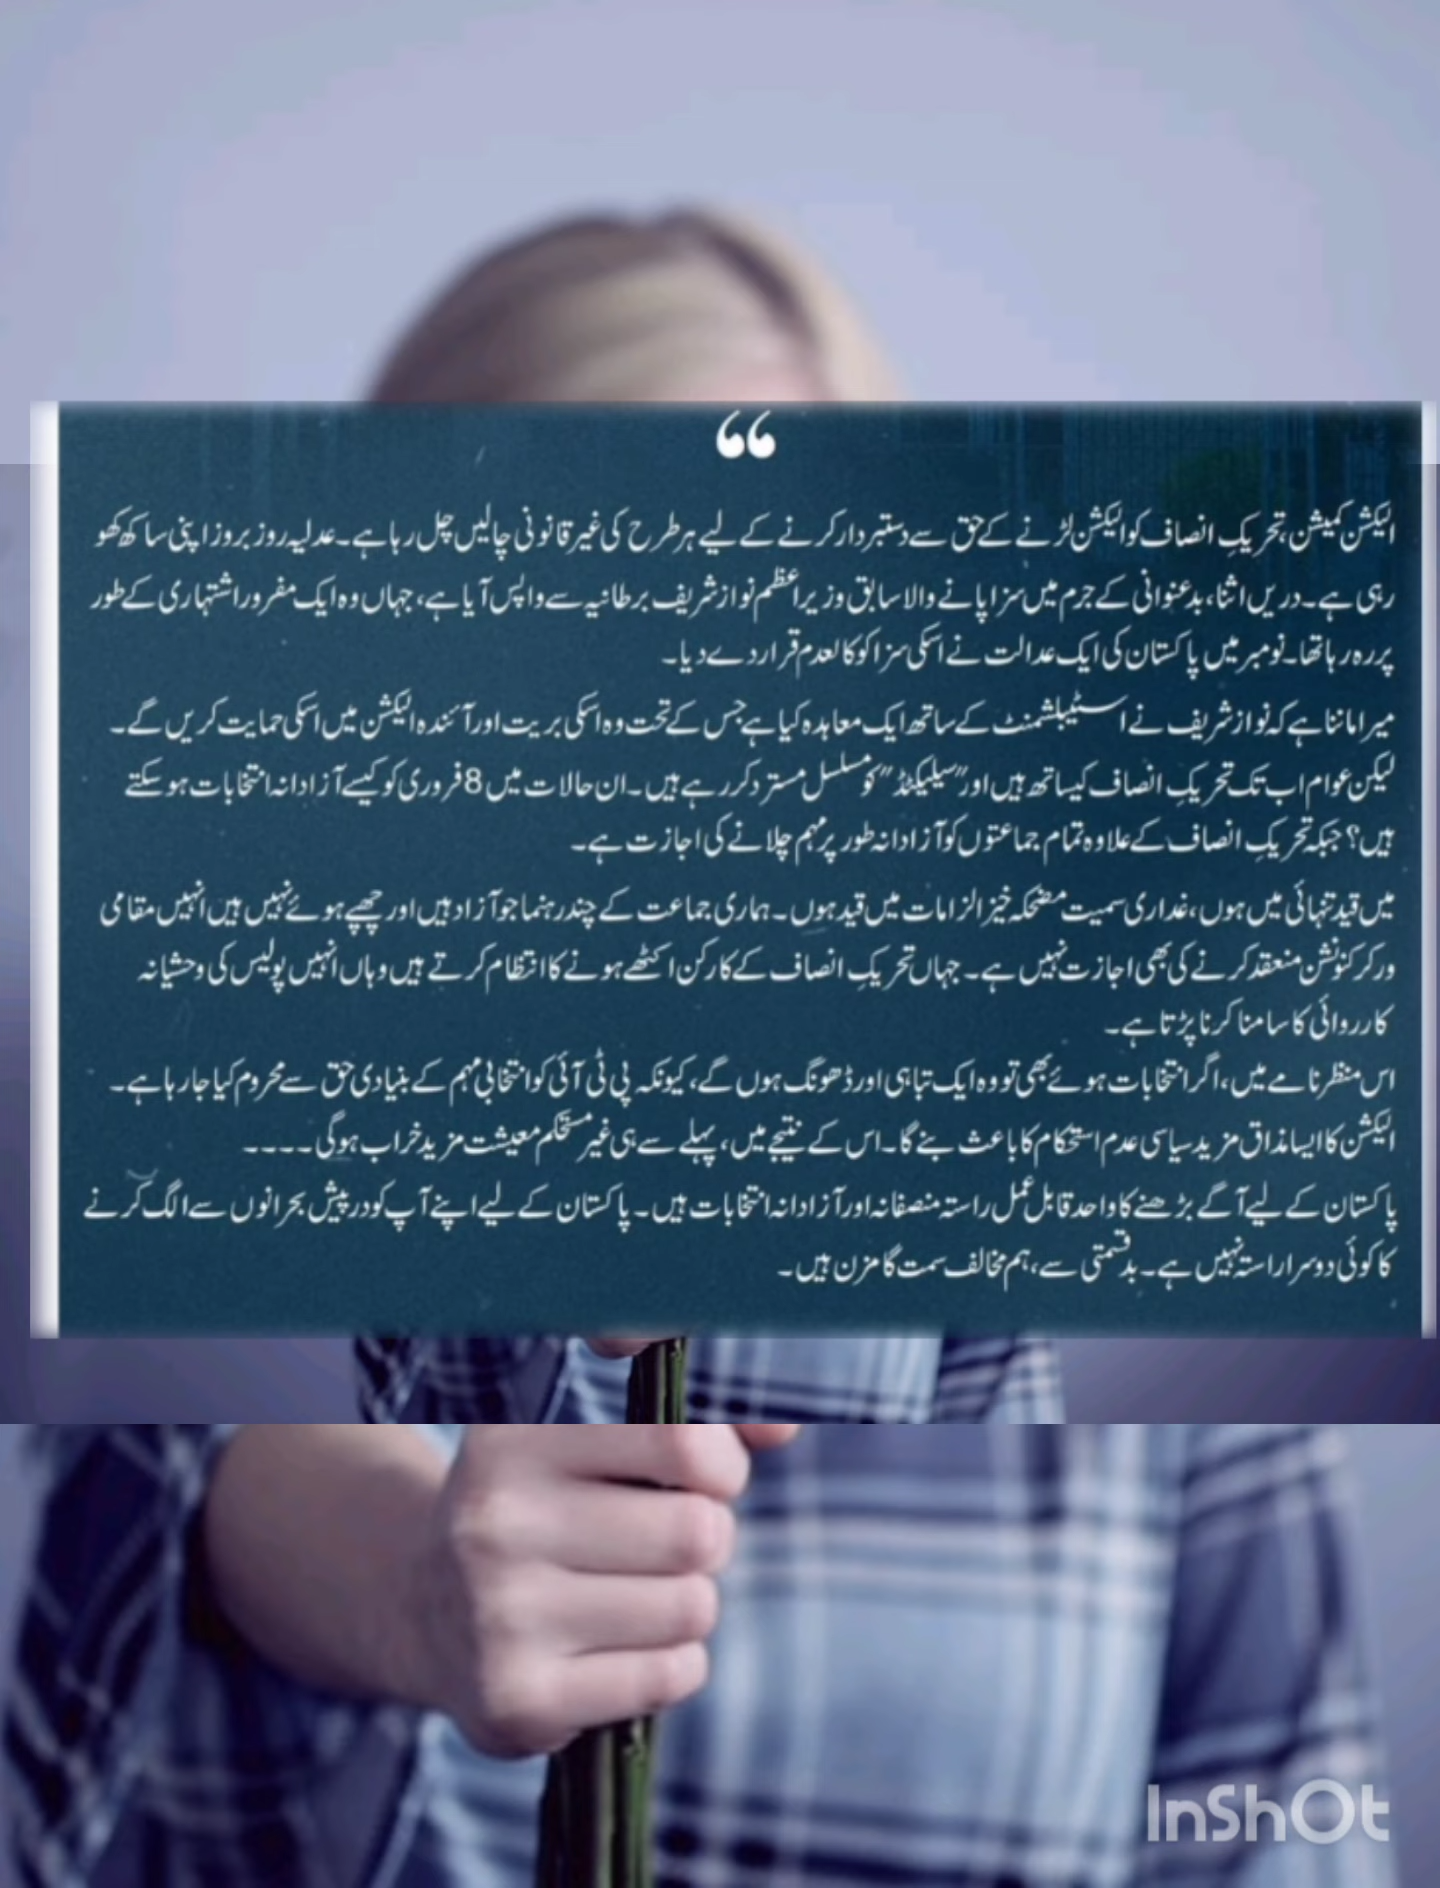 “
الیکشن کمیشن، تحریکِ انصاف کو الیکشن لڑنے کے حق سے دستبردار کرنے کے لیے ہر طرح کی غیر قانونی چالیں چل رہا ہے۔ عدلیہ روز بروز اپنی ساکھ کھو
رہی ہے۔ دریں اثنا، بدعنوانی کے جرم میں سزا پانے والا سابق وزیر اعظم نواز شریف برطانیہ سے واپس آیا ہے، جہاں وہ ایک مفرور اشتہاری کے طور
پر رہ رہا تھا۔ نومبر میں پاکستان کی ایک عدالت نے اسکی سزا کو کالعدم قرار دے دیا۔
میرا ماننا ہے کہ نواز شریف نے اسٹیبلشمنٹ کے ساتھ ایک معاہدہ کیا ہے جس کے تحت وہ اسکی بریت اور آئندہ الیکشن میں اسکی حمایت کریں گے۔
لیکن عوام اب تک تحریکِ انصاف کیساتھ ہیں اور "سیلیکٹڈ" کو مسلسل مسترد کر رہے ہیں۔ ان حالات میں 8 فروری کو کیسے آزادانہ انتخابات ہو سکتے
ہیں؟ جبکہ تحریکِ انصاف کے علاوہ تمام جماعتوں کو آزادانہ طور پر مہم چلانے کی اجازت ہے۔
میں قید تنہائی میں ہوں، غداری سمیت مضحکہ خیز الزامات میں قید ہوں۔ ہماری جماعت کے چند رہنما جو آزاد ہیں اور چھپے ہوئے نہیں ہیں انہیں مقامی
ورکر کنونشن منعقد کرنے کی بھی اجازت نہیں ہے۔ جہاں تحریکِ انصاف کے کارکن اکٹھے ہونے کا انتظام کرتے ہیں وہاں انہیں پولیس کی وحشیانہ
کارروائی کا سامنا کرنا پڑتا ہے۔
اس منظر نامے میں، اگر انتخابات ہوئے بھی تو وہ ایک تباہی اور ڈھونگ ہوں گے، کیونکہ پی ٹی آئی کو انتخابی مہم کے بنیادی حق سے محروم کیا جا رہا ہے۔
الیکشن کا ایسا مذاق مزید سیاسی عدم استحکام کا باعث بنے گا۔ اس کے نتیجے میں، پہلے سے ہی غیر مستحکم معیشت مزید خراب ہوگی۔۔۔۔
پاکستان کے لیے آگے بڑھنے کا واحد قابل عمل راستہ منصفانہ اور آزادانہ انتخابات ہیں۔ پاکستان کے لیے اپنے آپ کو درپیش بحرانوں سے الگ کرنے
کا کوئی دوسرا راستہ نہیں ہے۔ بدقسمتی سے، ہم مخالف سمت گامزن ہیں۔
InShOt